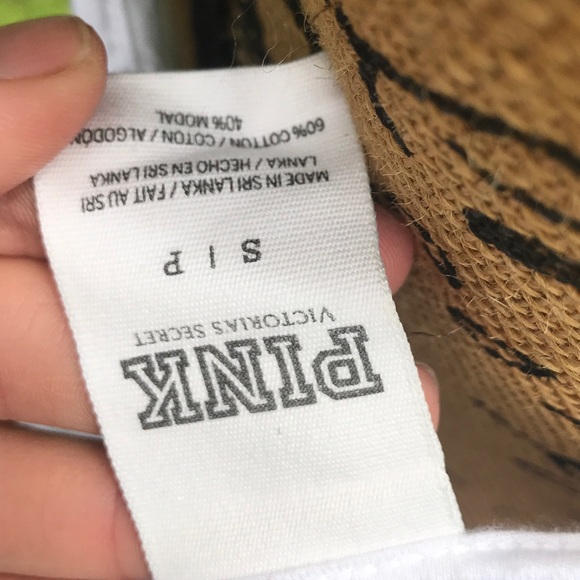 PINK
VICTORIA'S SECRET
S | P
MADE IN SRI LANKA / FAIT AU SRI
LANKA / HECHO EN SRI LANKA
60% COTTON / COTON / ALGODÓN
40% MODAL